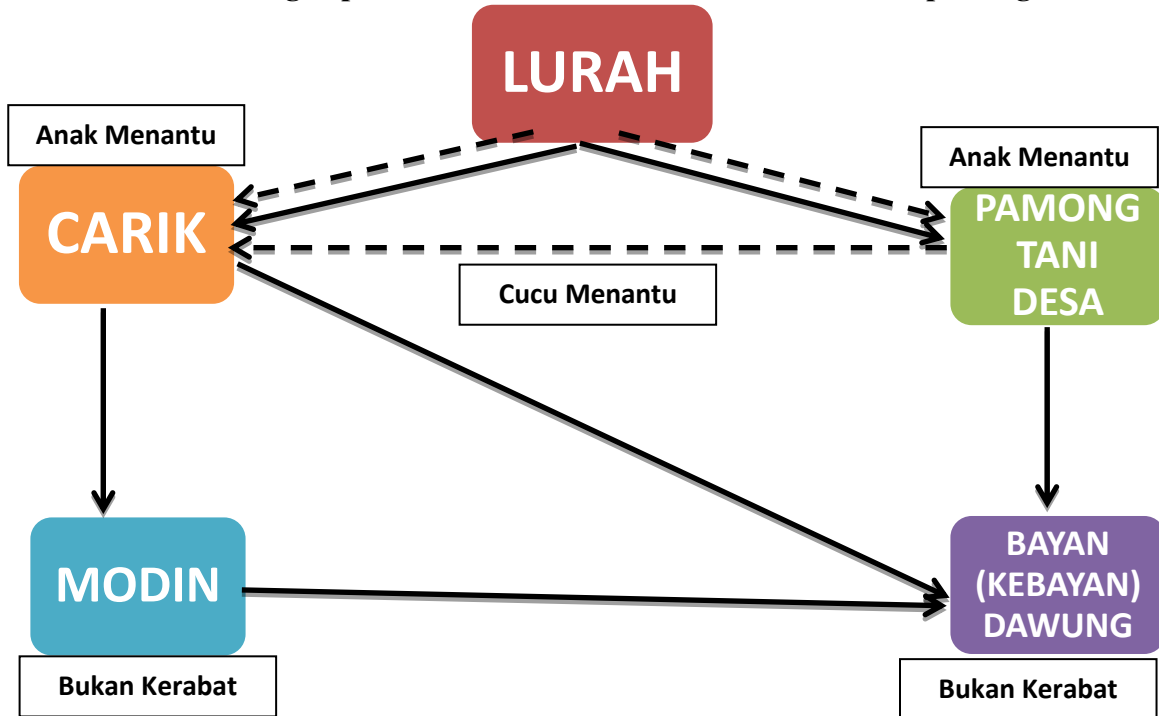 LURAH
Anak Menantu
Anak Menantu
CARIK
PAMONG
TANI
DESA
Cucu Menantu
MODIN
BAYAN
(KEBAYAN)
DAWUNG
Bukan Kerabat
Bukan Kerabat